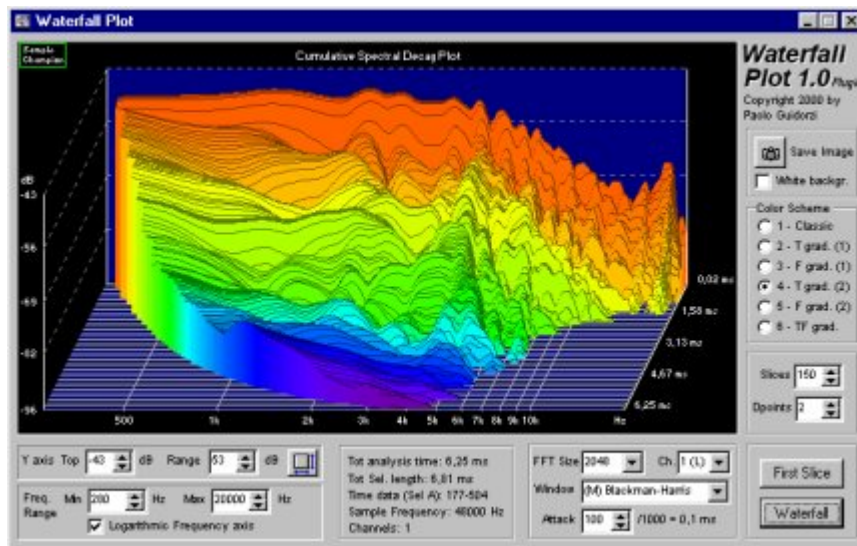 Waterfall Plot
Sample
Champion
Cumulative Spectral Decay Plot
dB
-43
-56
-69
-82
-96
500
1k
2k
3k
4k
5k
6k
7k
8k
9k
10k
Hz
0,02 ms
1,58 ms
3,13 ms
4,67 ms
6,25 ms
Waterfall
Plot 1.0 Plugin
Copyright 2000 by
Paolo Guidorzi
Save Image
White backgr.
Color Scheme
1 - Classic
2 - T grad. (1)
3 - F grad. (1)
4 - T grad. (2)
5 - F grad. (2)
6 - TF grad.
Slices 150
Dpoints 2
Y axis Top -43 dB Range 53 dB
Freq. Range Min 200 Hz Max 20000 Hz
Logarithmic Frequency axis
Tot analysis time: 6,25 ms
Tot Sel. length: 6,81 ms
Time data (Sel A): 177-504
Sample Frequency: 48000 Hz
Channels: 1
FFT Size 2048 Ch. 1 (L)
Window (M) Blackman-Harris
Attack 100 /1000 = 0,1 ms
First Slice
Waterfall